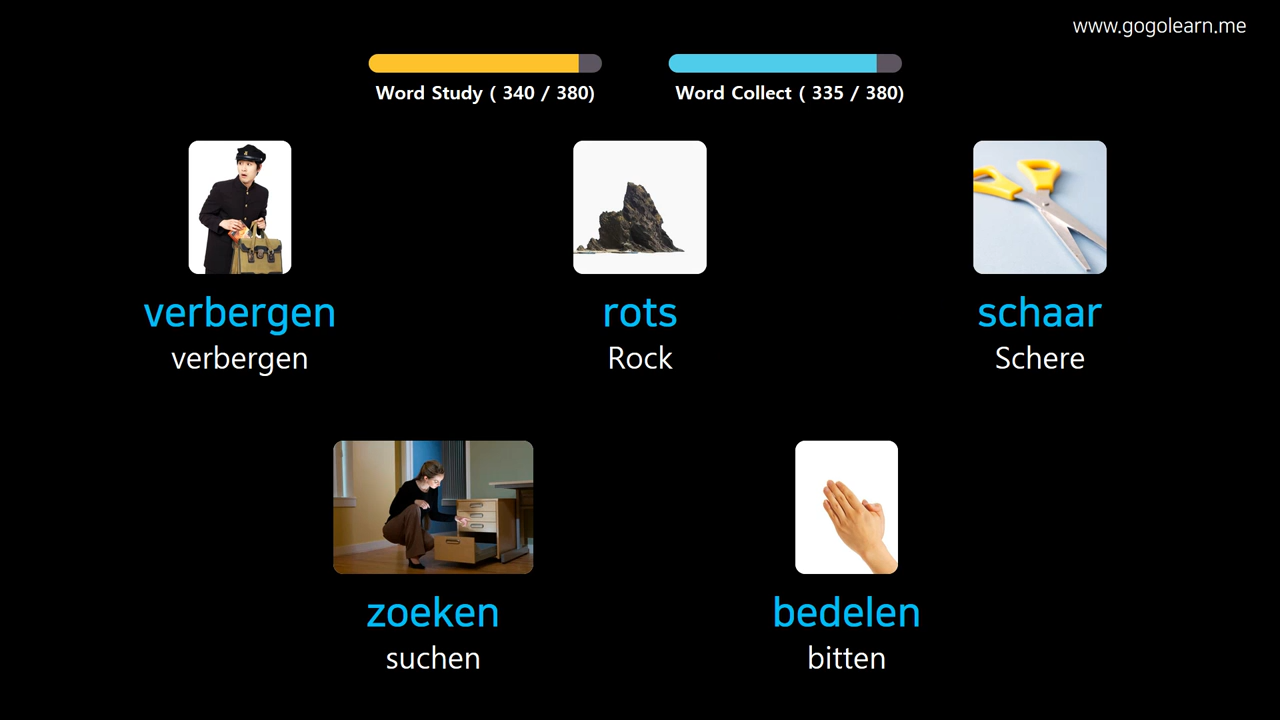 www.gogolearn.me
Word Study ( 340 / 380)
Word Collect ( 335 / 380)
verbergen
verbergen
rots
Rock
schaar
Schere
zoeken
suchen
bedelen
bitten